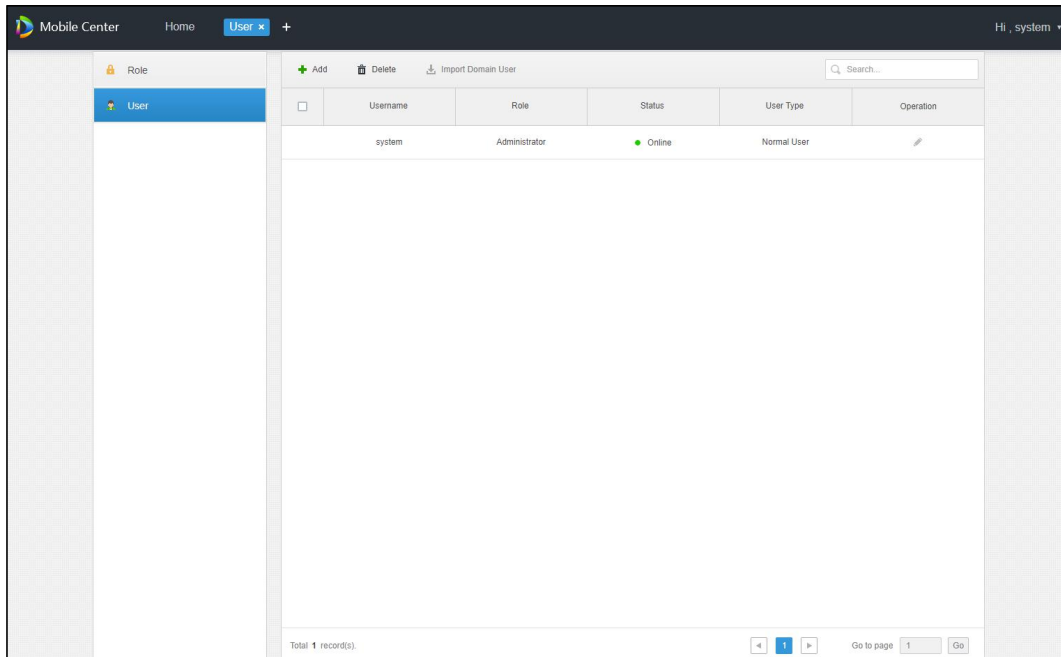 Mobile Center Home User × + Hi , system
Role + Add Delete Import Domain User Search...
User Username Role Status User Type Operation
system Administrator Online Normal User
Total 1 record(s). 1 Go to page 1 Go